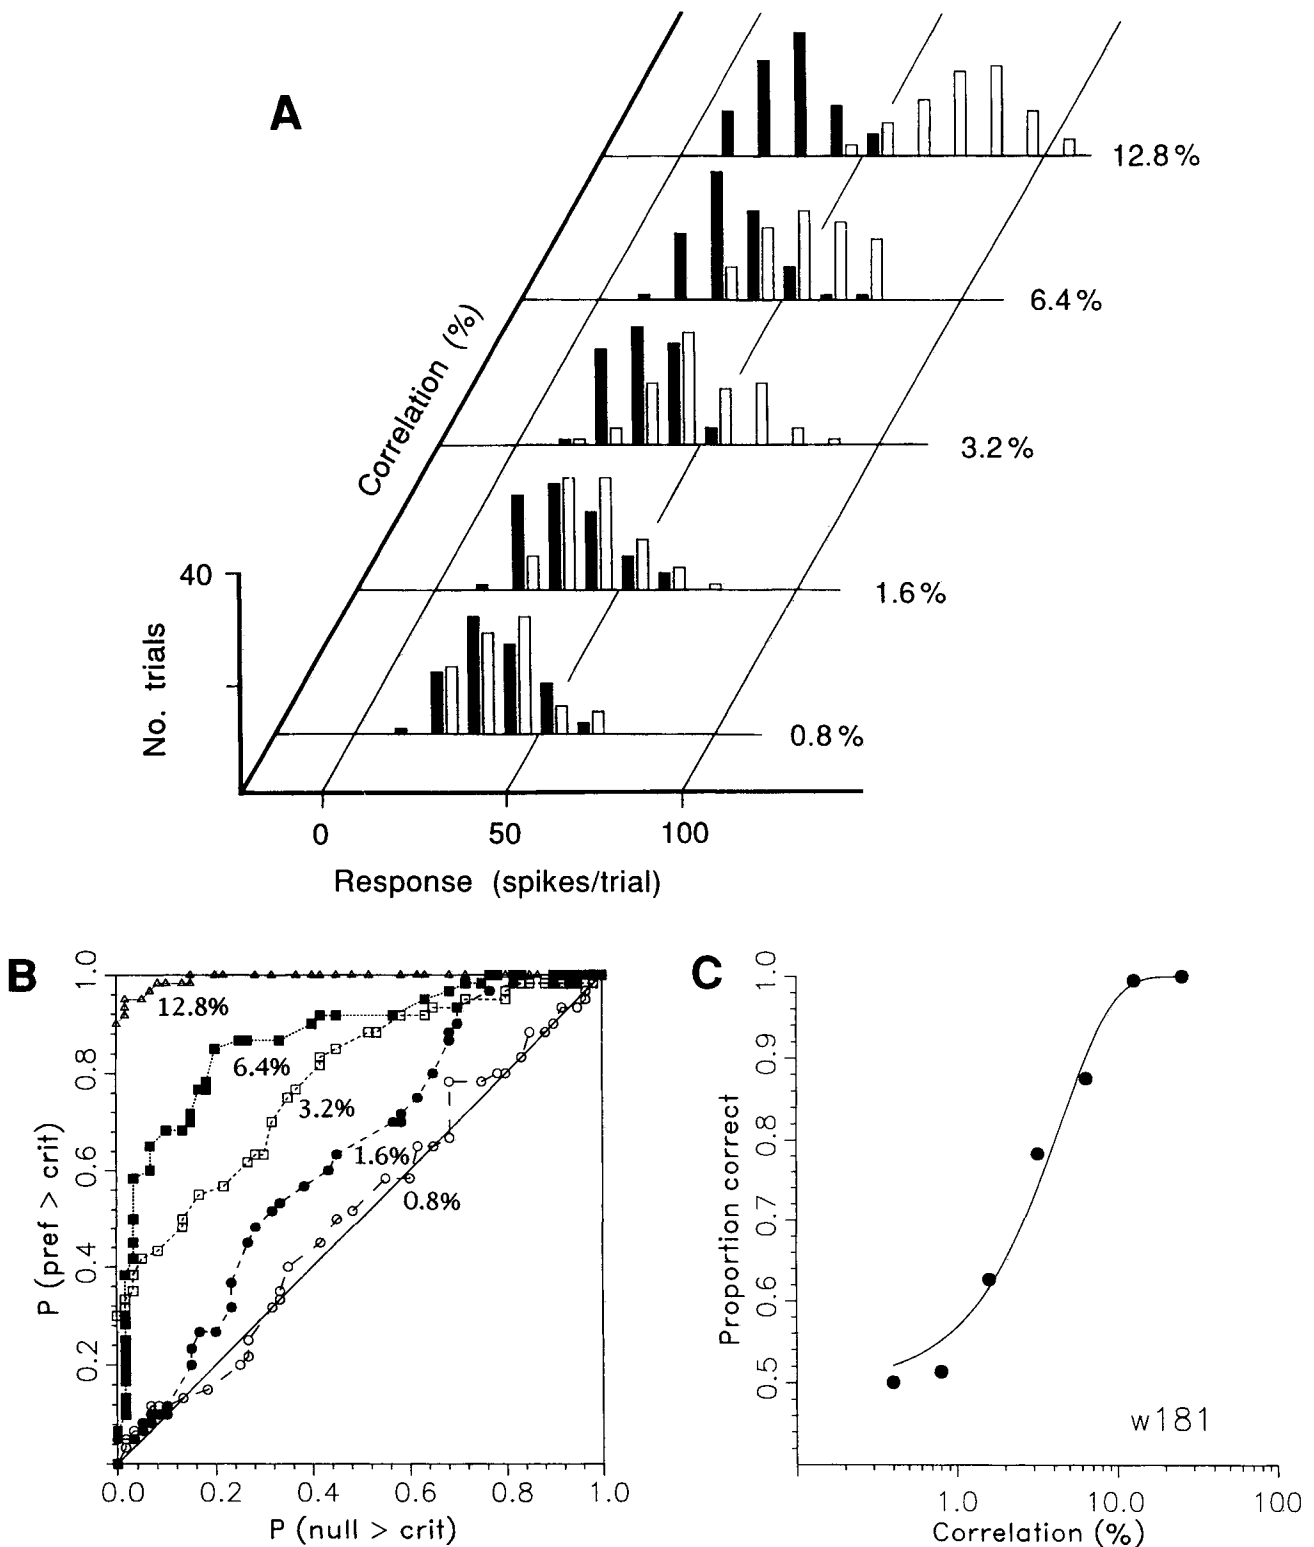 A
12.8 %
6.4 %
Correlation (%)
3.2 %
40
1.6 %
No. trials
0.8 %
0 50 100
Response (spikes/trial)
B
1.0
0.8
0.6
0.4
0.2
P (pref > crit)
12.8%
6.4%
3.2%
1.6%
0.8%
0.0 0.2 0.4 0.6 0.8 1.0
P (null > crit)
C
1.0
0.9
0.8
0.7
0.6
0.5
Proportion correct
w181
1.0 10.0 100
Correlation (%)